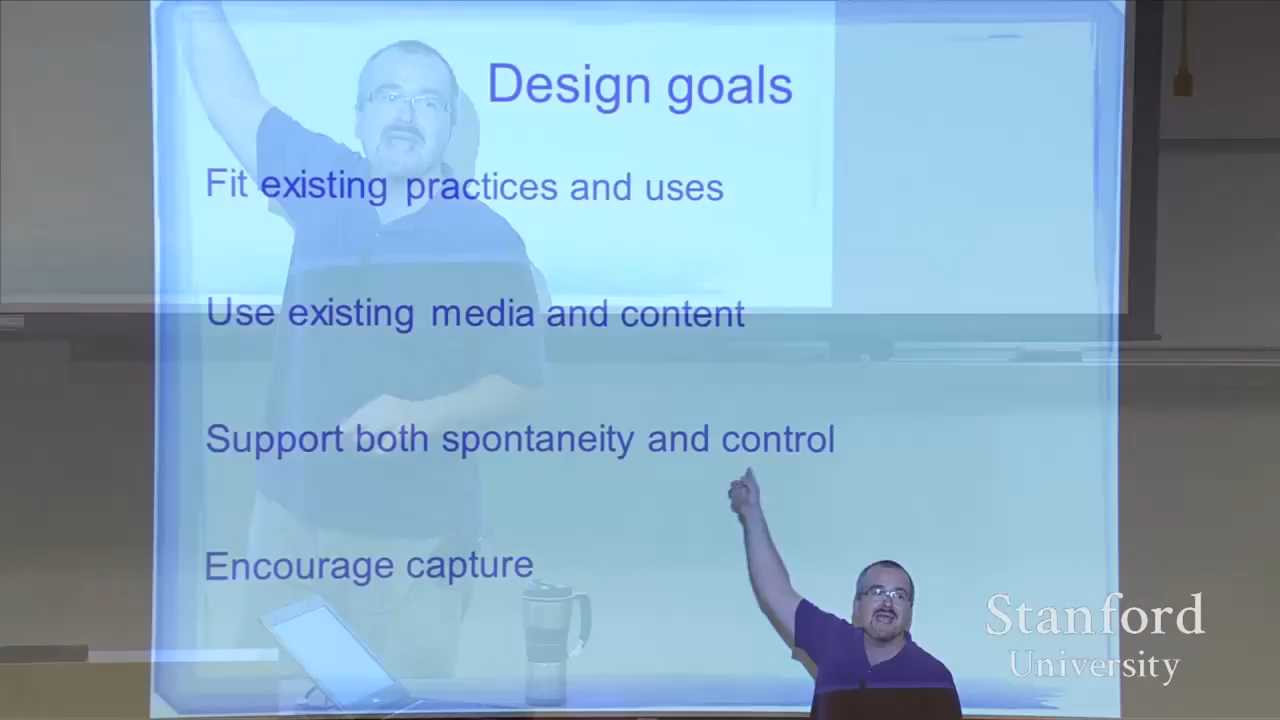 Design goals
Fit existing practices and uses
Use existing media and content
Support both spontaneity and control
Encourage capture
Stanford
University